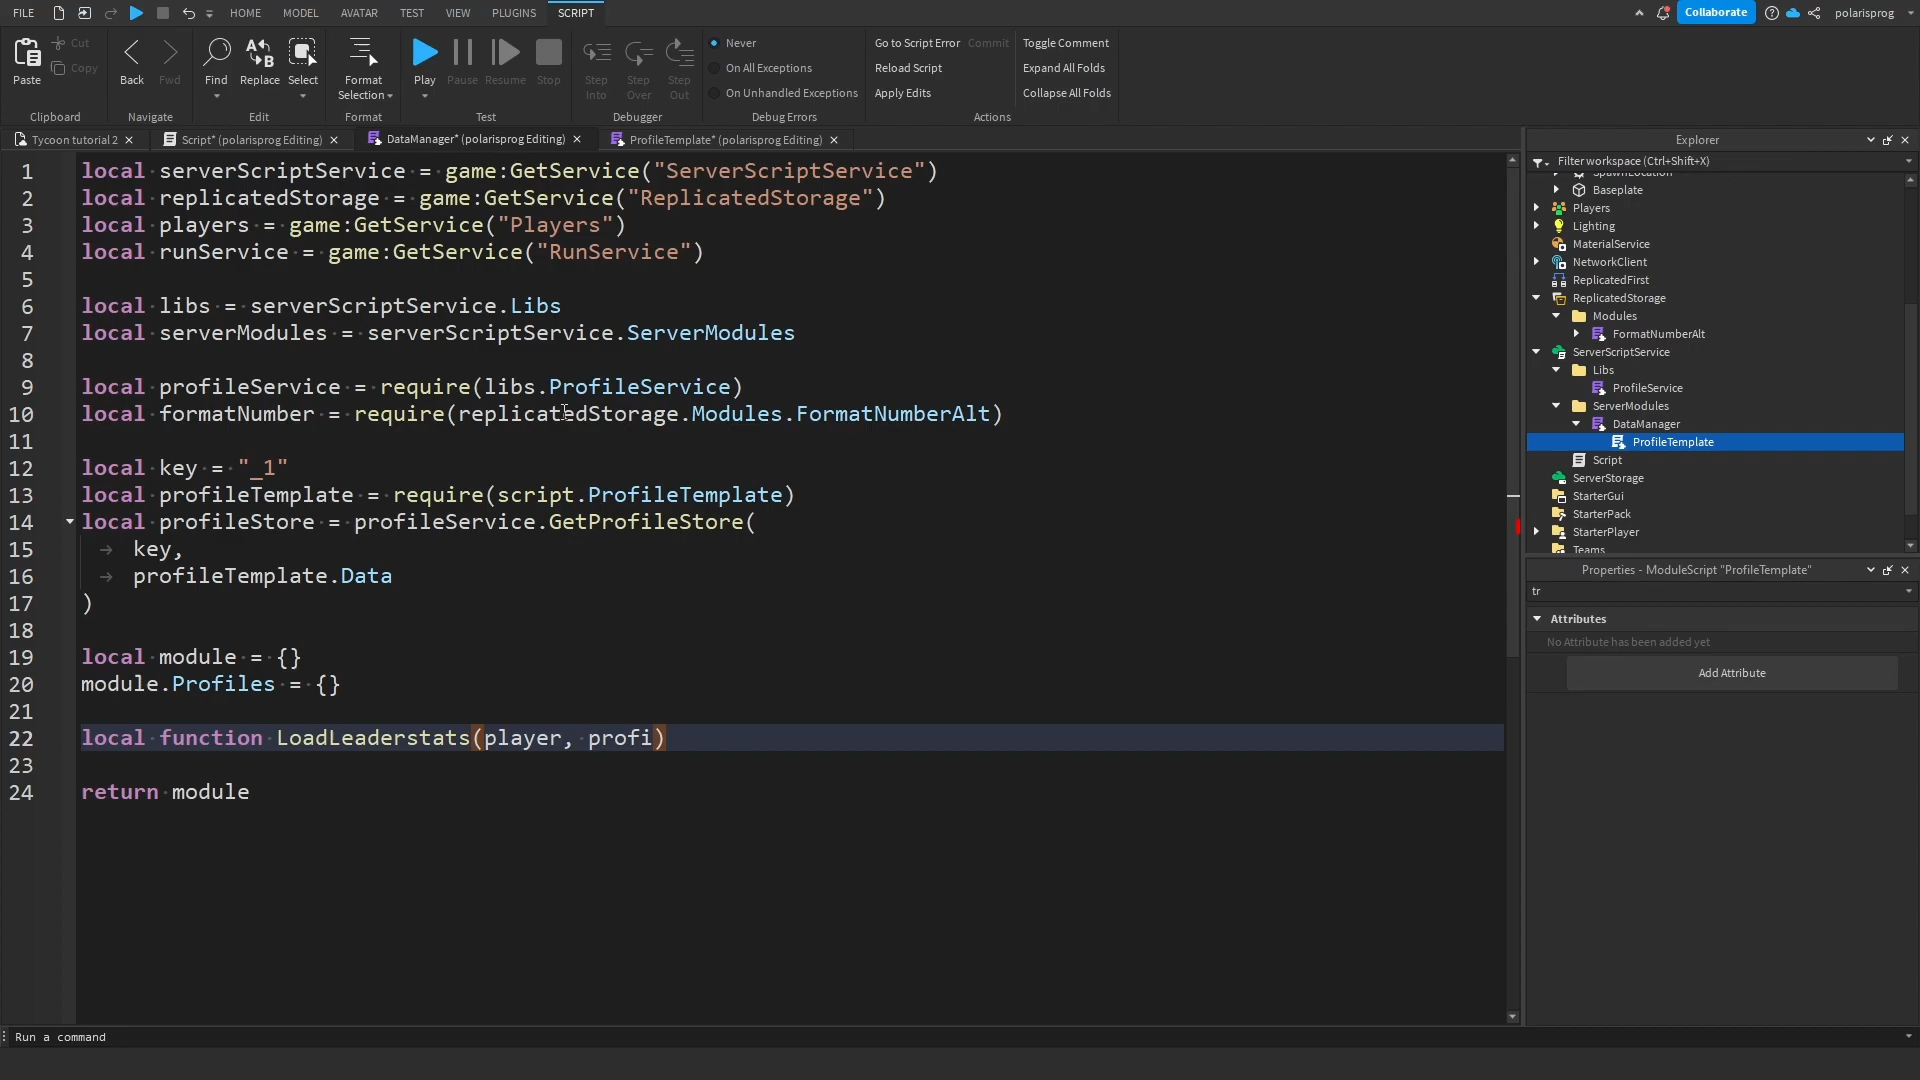 FILE HOME MODEL AVATAR TEST VIEW PLUGINS SCRIPT Collaborate polarisprog
Paste Cut Copy Back Fwd Find Replace Select Format Selection Play Pause Resume Stop Step Into Step Over Step Out
Never Go to Script Error Commit Toggle Comment
On All Exceptions Reload Script Expand All Folds
On Unhandled Exceptions Apply Edits Collapse All Folds
Clipboard Navigate Edit Format Test Debugger Debug Errors Actions
Tycoon tutorial 2 Script* (polarisprog Editing) DataManager* (polarisprog Editing) ProfileTemplate* (polarisprog Editing)
1 local serverScriptService = game:GetService("ServerScriptService")
2 local replicatedStorage = game:GetService("ReplicatedStorage")
3 local players = game:GetService("Players")
4 local runService = game:GetService("RunService")
5
6 local libs = serverScriptService.Libs
7 local serverModules = serverScriptService.ServerModules
8
9 local profileService = require(libs.ProfileService)
10 local formatNumber = require(replicatedStorage.Modules.FormatNumberAlt)
11
12 local key = "_1"
13 local profileTemplate = require(script.ProfileTemplate)
14 local profileStore = profileService.GetProfileStore(
15 key,
16 profileTemplate.Data
17 )
18
19 local module = {}
20 module.Profiles = {}
21
22 local function LoadLeaderstats(player, profi)
23
24 return module
Explorer
Filter workspace (Ctrl+Shift+X)
SpawnLocation
Baseplate
Players
Lighting
MaterialService
NetworkClient
ReplicatedFirst
ReplicatedStorage
Modules
FormatNumberAlt
ServerScriptService
Libs
ProfileService
ServerModules
DataManager
ProfileTemplate
Script
ServerStorage
StarterGui
StarterPack
StarterPlayer
Teams
Properties - ModuleScript "ProfileTemplate"
tr
Attributes
No Attribute has been added yet
Add Attribute
Run a command